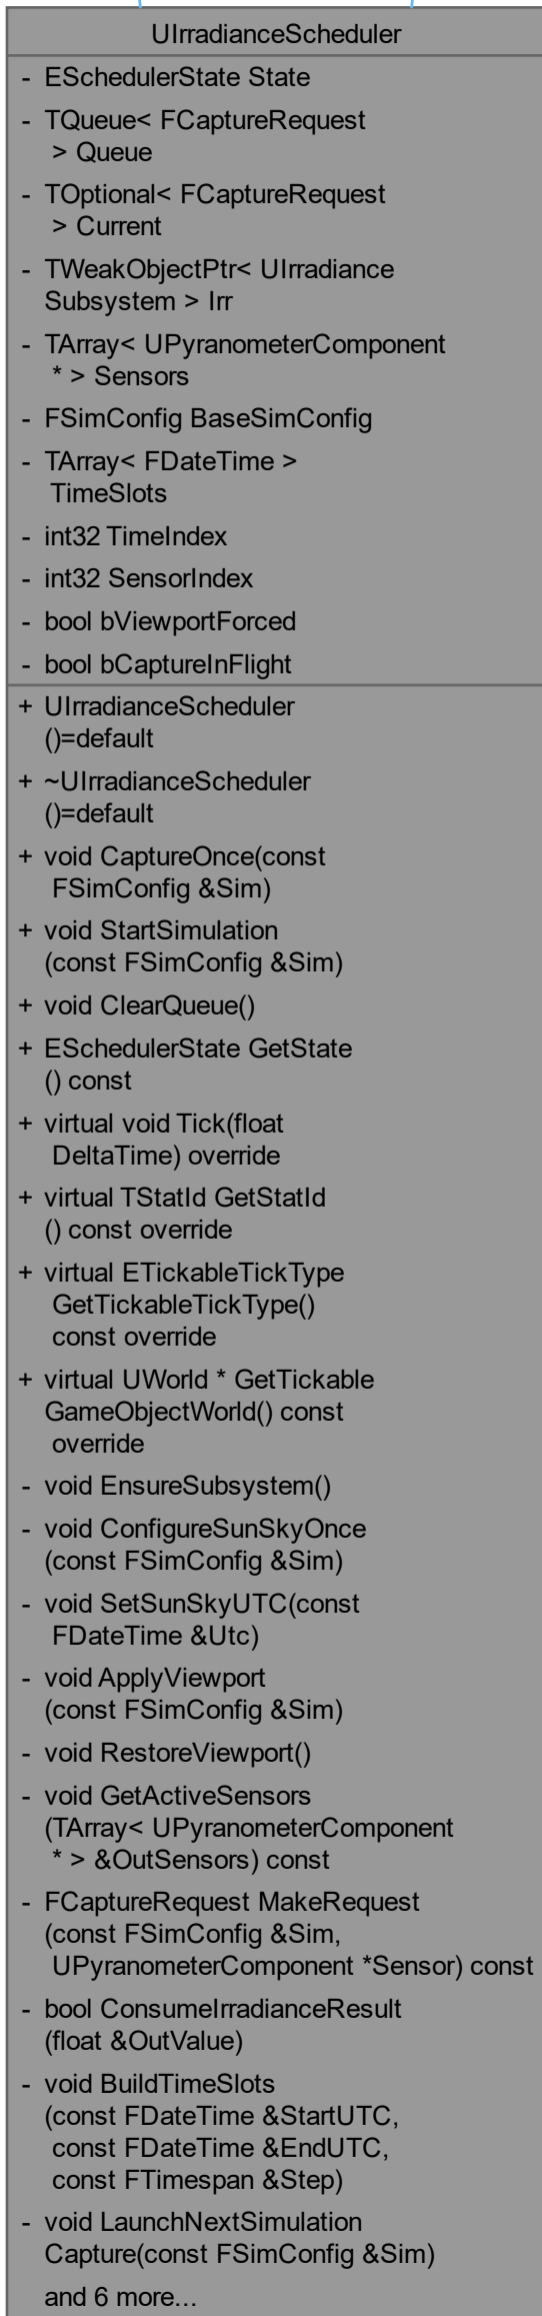 UIrradianceScheduler
- ESchedulerState State
- TQueue< FCaptureRequest
> Queue
- TOptional< FCaptureRequest
> Current
- TWeakObjectPtr< UIrradiance
Subsystem > Irr
- TArray< UPyranometerComponent
* > Sensors
- FSimConfig BaseSimConfig
- TArray< FDateTime >
TimeSlots
- int32 TimeIndex
- int32 SensorIndex
- bool bViewportForced
- bool bCaptureInFlight
+ UIrradianceScheduler
()=default
+ ~UIrradianceScheduler
()=default
+ void CaptureOnce(const
FSimConfig &Sim)
+ void StartSimulation
(const FSimConfig &Sim)
+ void ClearQueue()
+ ESchedulerState GetState
() const
+ virtual void Tick(float
DeltaTime) override
+ virtual TStatId GetStatId
() const override
+ virtual ETickableTickType
GetTickableTickType()
const override
+ virtual UWorld * GetTickable
GameObjectWorld() const
override
- void EnsureSubsystem()
- void ConfigureSunSkyOnce
(const FSimConfig &Sim)
- void SetSunSkyUTC(const
FDateTime &Utc)
- void ApplyViewport
(const FSimConfig &Sim)
- void RestoreViewport()
- void GetActiveSensors
(TArray< UPyranometerComponent
* > &OutSensors) const
- FCaptureRequest MakeRequest
(const FSimConfig &Sim,
UPyranometerComponent *Sensor) const
- bool ConsumeIrradianceResult
(float &OutValue)
- void BuildTimeSlots
(const FDateTime &StartUTC,
const FDateTime &EndUTC,
const FTimespan &Step)
- void LaunchNextSimulation
Capture(const FSimConfig &Sim)
and 6 more...